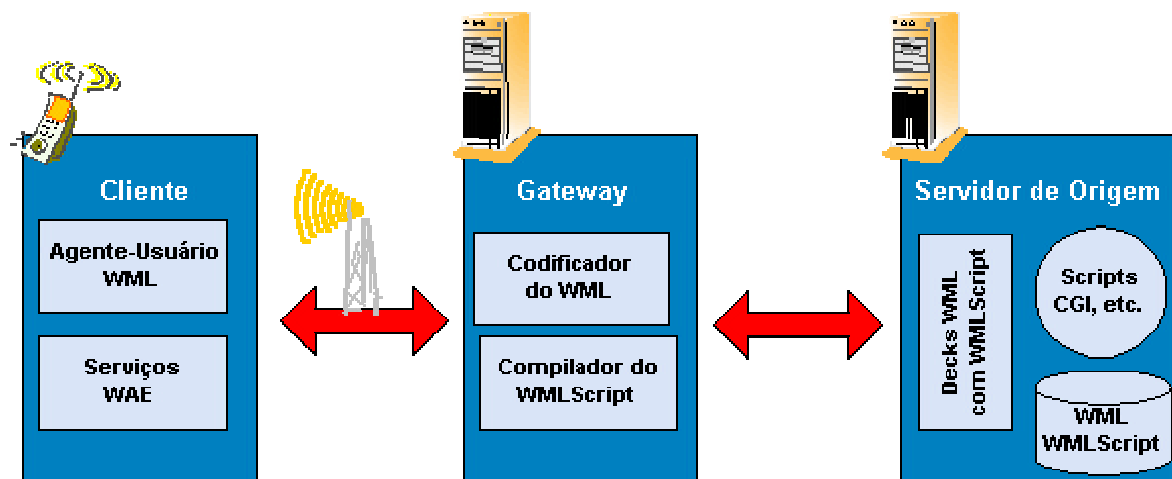 Cliente
Agente-Usuário
WML
Serviços
WAE
Gateway
Codificador
do WML
Compilador do
WMLScript
Servidor de Origem
Decks WML
com WMLScript
Scripts
CGI, etc.
WML
WMLScript